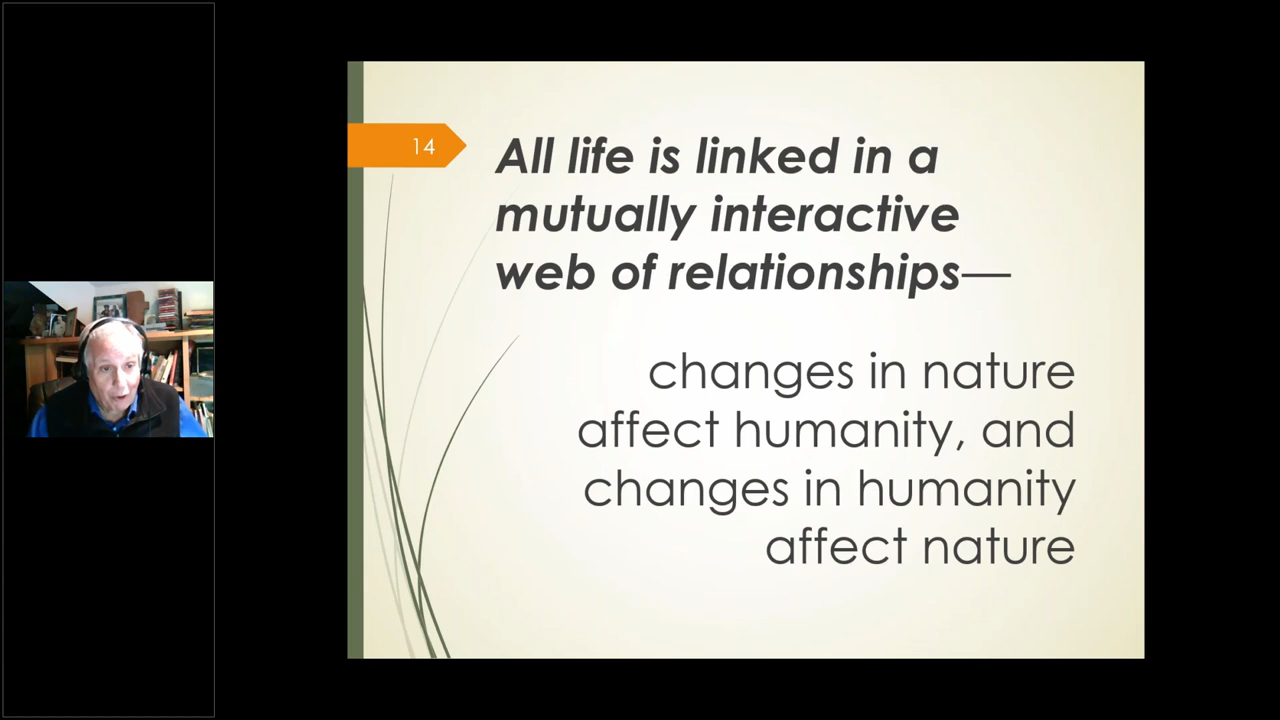 14
All life is linked in a
mutually interactive
web of relationships—
changes in nature
affect humanity, and
changes in humanity
affect nature